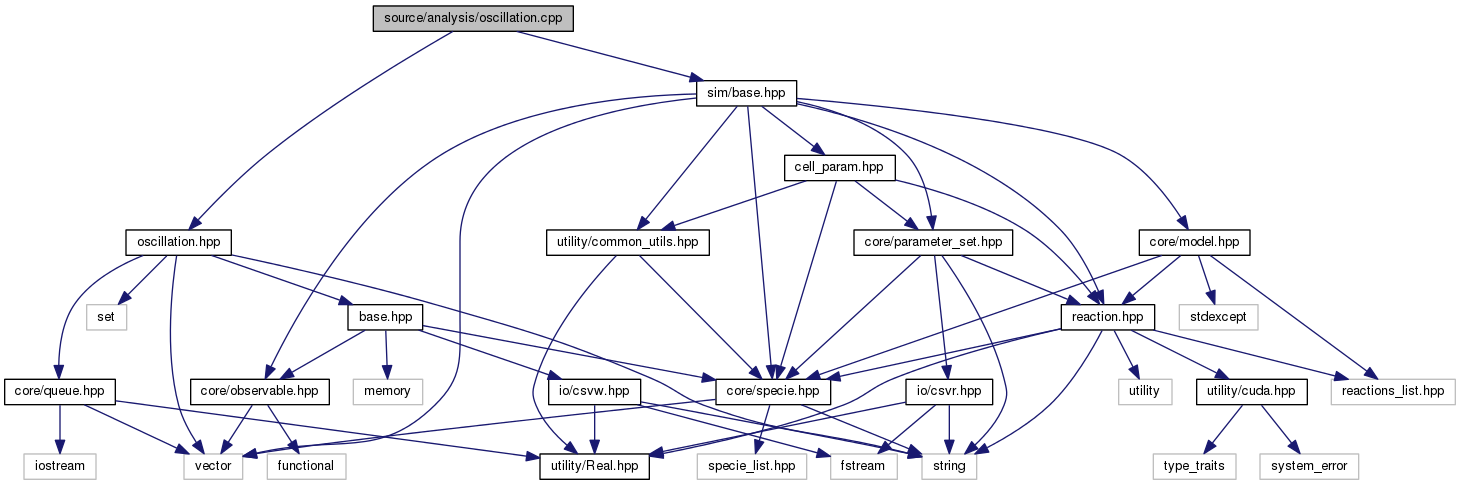 source/analysis/oscillation.cpp
sim/base.hpp
cell_param.hpp
oscillation.hpp
utility/common_utils.hpp
core/parameter_set.hpp
core/model.hpp
set
base.hpp
reaction.hpp
stdexcept
core/queue.hpp
core/observable.hpp
memory
io/csvw.hpp
core/specie.hpp
io/csvr.hpp
utility
utility/cuda.hpp
reactions_list.hpp
iostream
vector
functional
utility/Real.hpp
specie_list.hpp
fstream
string
type_traits
system_error